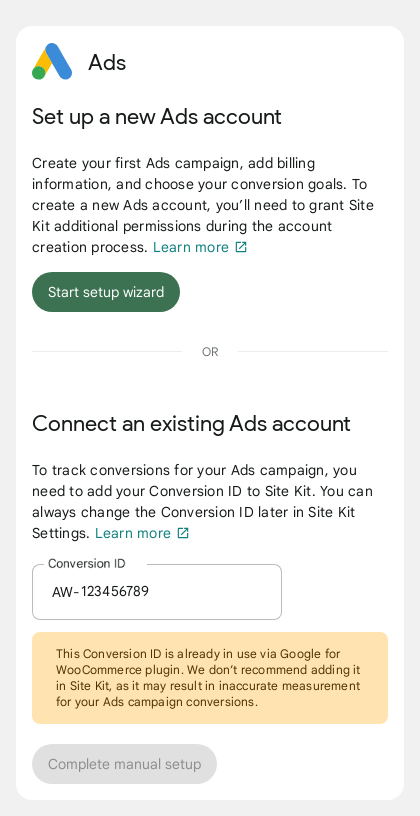 Ads
Set up a new Ads account
Create your first Ads campaign, add billing
information, and choose your conversion goals. To
create a new Ads account, you’ll need to grant Site
Kit additional permissions during the account
creation process. Learn more
Start setup wizard
OR
Connect an existing Ads account
To track conversions for your Ads campaign, you
need to add your Conversion ID to Site Kit. You can
always change the Conversion ID later in Site Kit
Settings. Learn more
Conversion ID
AW-123456789
This Conversion ID is already in use via Google for
WooCommerce plugin. We don’t recommend adding it
in Site Kit, as it may result in inaccurate measurement
for your Ads campaign conversions.
Complete manual setup